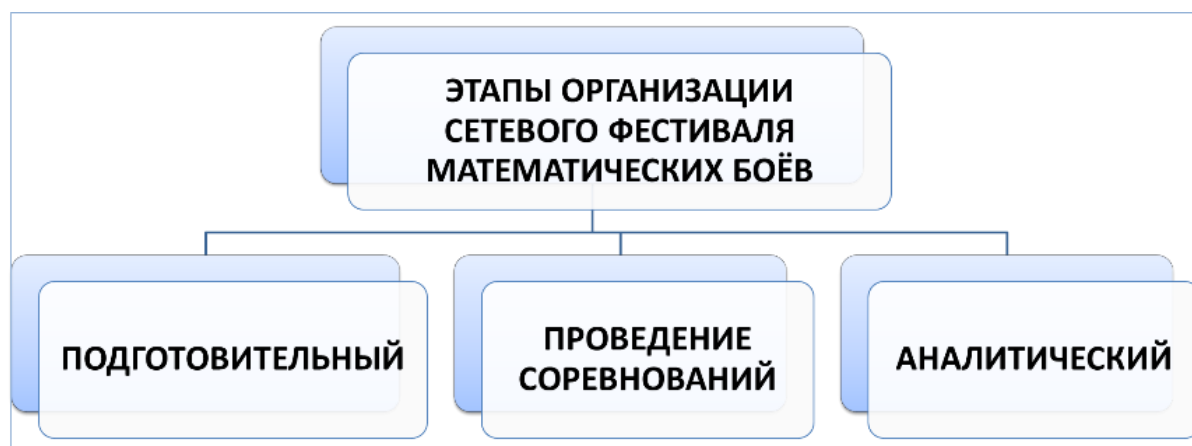 ЭТАПЫ ОРГАНИЗАЦИИ
СЕТЕВОГО ФЕСТИВАЛЯ
МАТЕМАТИЧЕСКИХ БОЁВ
ПОДГОТОВИТЕЛЬНЫЙ
ПРОВЕДЕНИЕ
СОРЕВНОВАНИЙ
АНАЛИТИЧЕСКИЙ